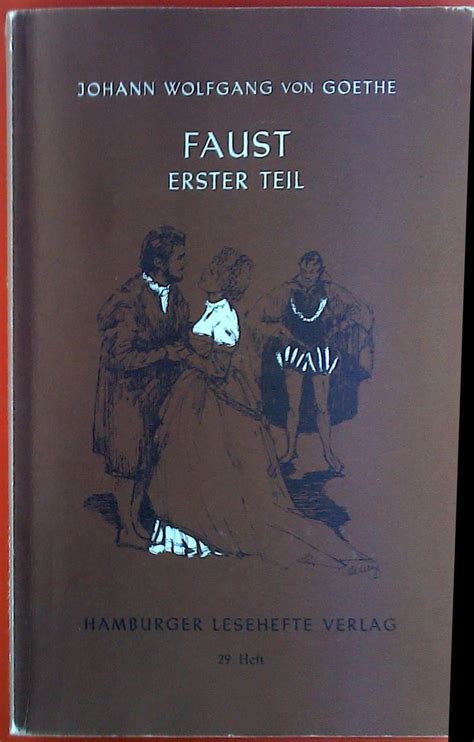 JOHANN WOLFGANG VON GOETHE
FAUST
ERSTER TEIL
HAMBURGER LESEHEFTE VERLAG
29. Heft